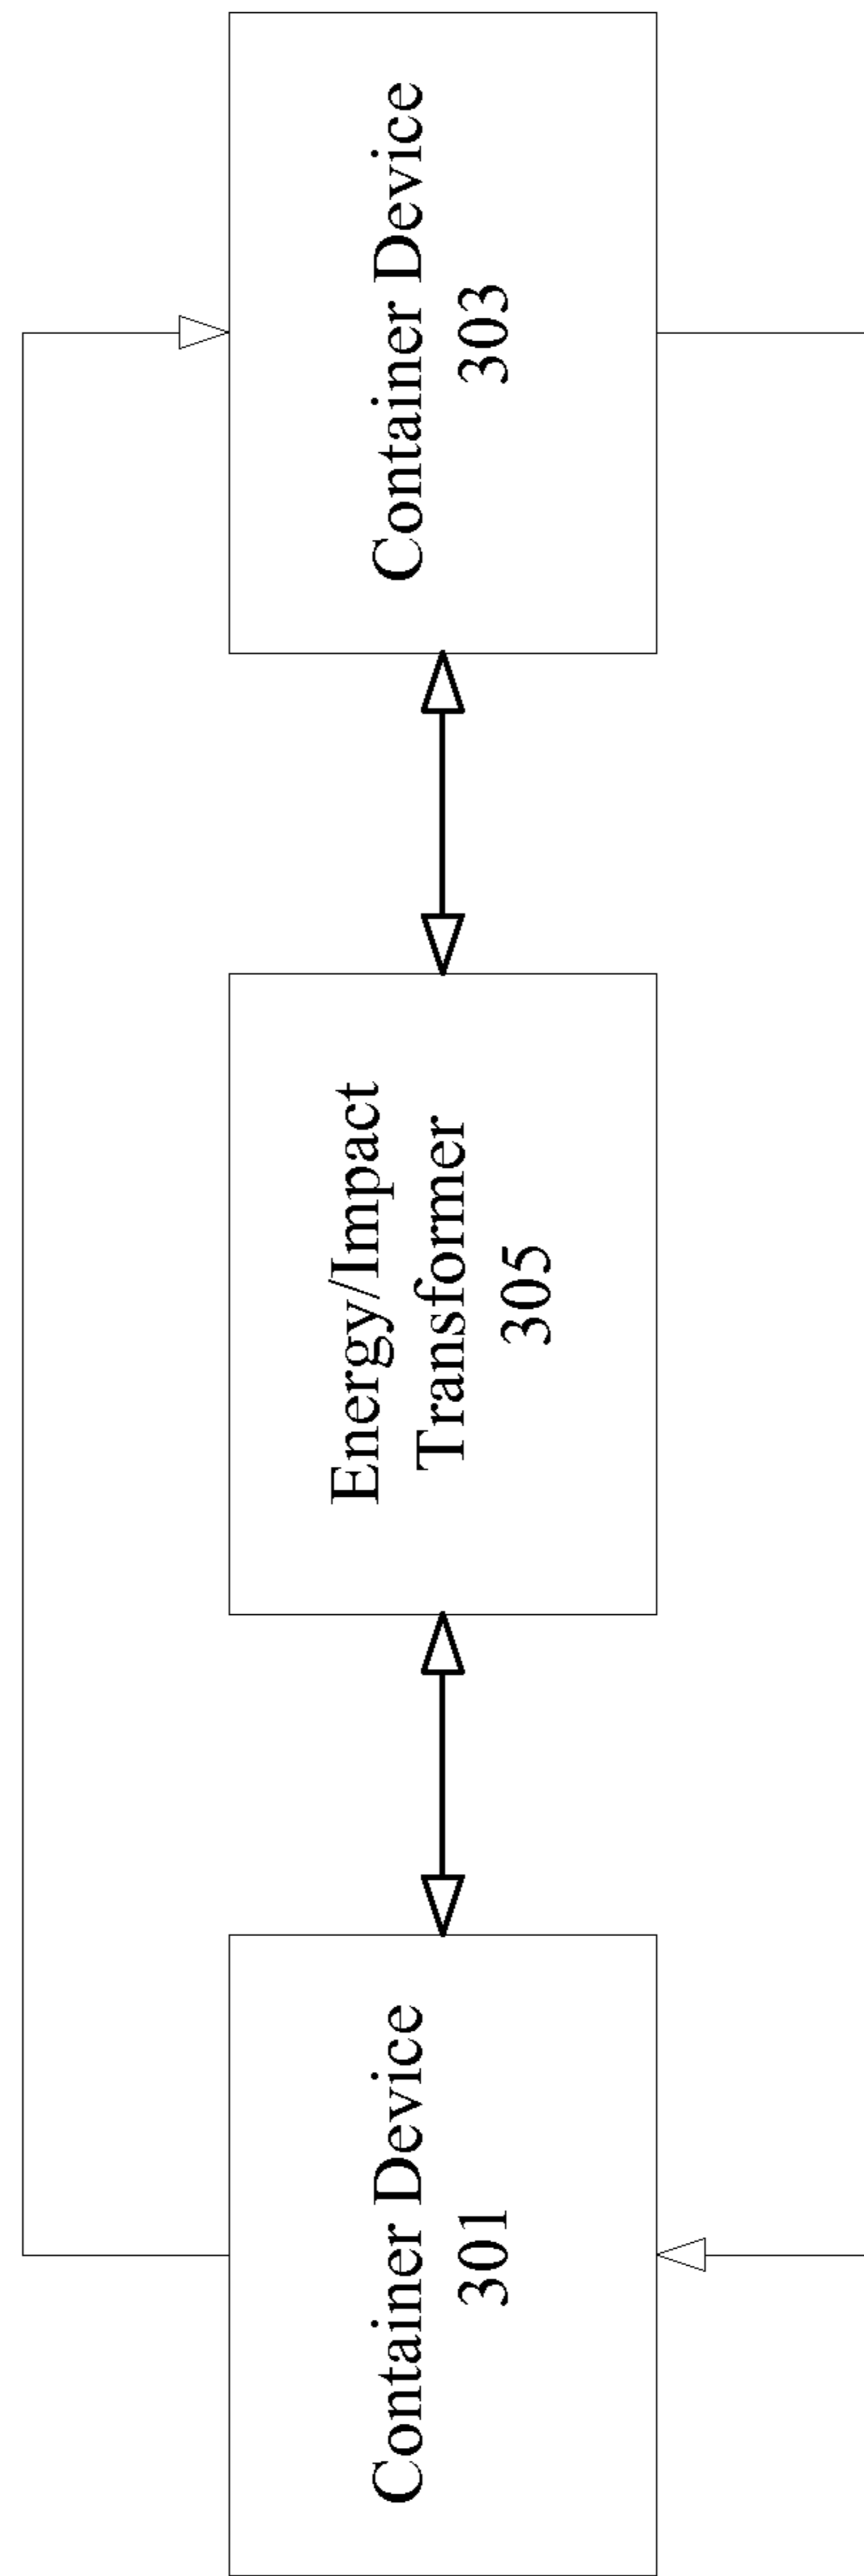 Container Device
301
Energy/Impact
Transformer
305
Container Device
303